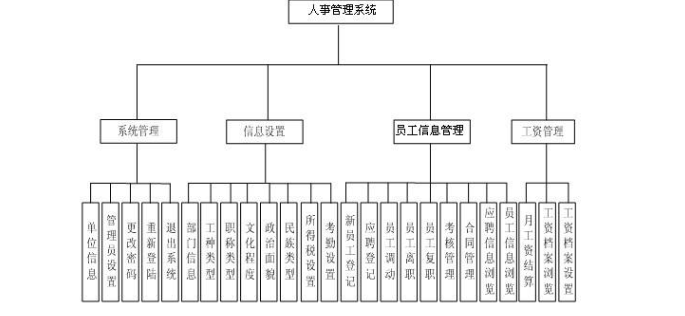 人事管理系统
系统管理
信息设置
员工信息管理
工资管理
单位信息
管理员设置
更改密码
重新登陆
退出系统
部门信息
工种类型
职称类型
文化程度
政治面貌
民族类型
所得税设置
考勤设置
新员工登记
应聘登记
员工调动
员工离职
员工复职
考核管理
合同管理
应聘信息浏览
员工信息浏览
月工资结算
工资档案浏览
工资档案设置